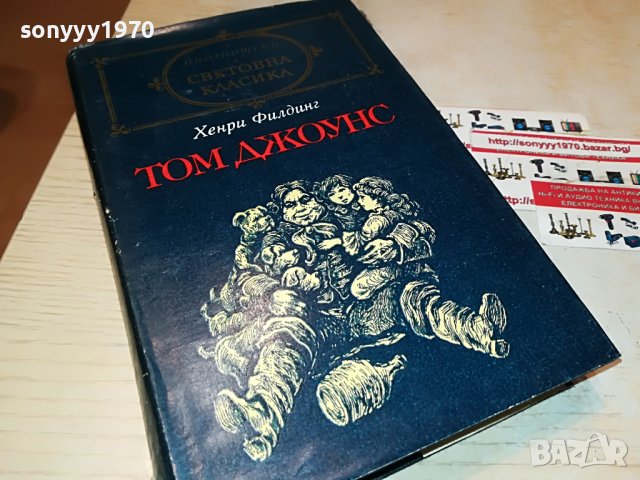 sonyyy1970
библиотека
СВЕТОВНА
КЛАСИКА
Хенри Филдинг
ТОМ ДЖОУНС
http://sonyyy1970.bazar.bg/
ПРОДАЖБА НА АНТИКИ
Hi-Fi И АУДИО ТЕХНИКА
ЕЛЕКТРОНИКА И
sonyyy1970
BAZAR